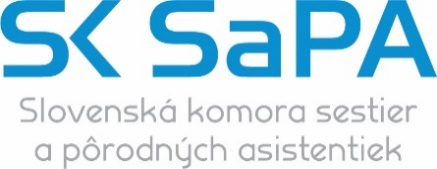 SK SaPA
Slovenská komora sestier
a pôrodných asistentiek